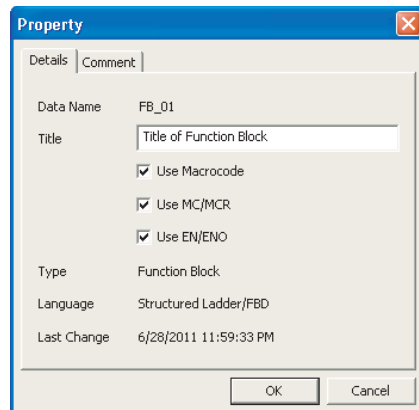 Property
Details Comment
Data Name FB_01
Title Title of Function Block
Use Macrocode
Use MC/MCR
Use EN/ENO
Type Function Block
Language Structured Ladder/FBD
Last Change 6/28/2011 11:59:33 PM
OK Cancel